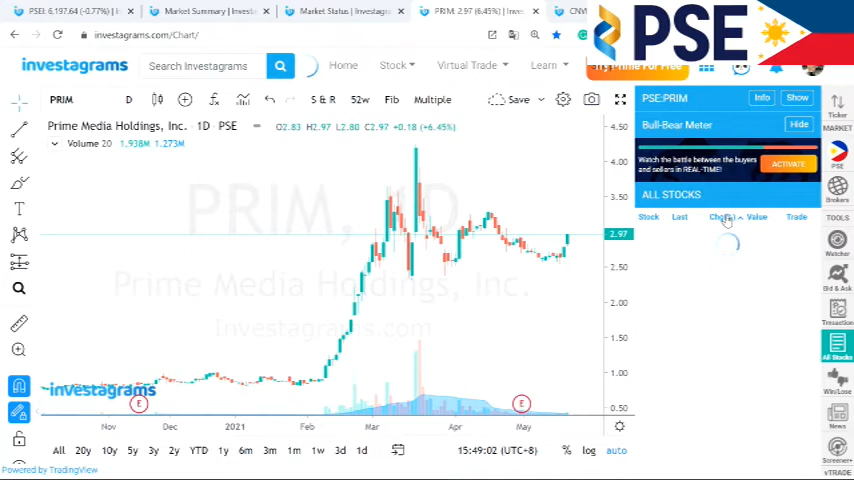 PSEI: 6,197.64 (-0.77%) | Inves
Market Summary | Investa
Market Status | Investagra
PRIM: 2.97 (6.45%) | Inves
CNV
PSE
investagrams.com/Chart/
investagrams
Search Investagrams
Home
Stock
Virtual Trade
Learn
Try Prime for Free
PRIM
D
S & R
52w
Fib
Multiple
Save
Prime Media Holdings, Inc. · 1D · PSE
O2.83 H2.97 L2.80 C2.97 +0.18 (+6.45%)
Volume 20 1.938M 1.273M
PRIM, 1D
Prime Media Holdings, Inc.
Investagrams.com
investagrams
4.50
4.00
3.50
2.97
2.50
2.00
1.50
1.00
0.50
E
E
Nov
Dec
2021
Feb
Mar
Apr
May
All 20y 10y 5y 3y 2y YTD 1y 6m 3m 1m 1w 3d 1d
15:49:02 (UTC+8)
%
log
auto
Powered by TradingView
PSE:PRIM
Info
Show
Bull-Bear Meter
Hide
Watch the battle between the buyers
and sellers in REAL-TIME!
ACTIVATE
ALL STOCKS
Stock
Last
Value
Trade
Ticker
MARKET
PSE
Brokers
TOOLS
Watcher
Bid & Ask
Transaction
All Stocks
Win/Lose
News
Screener+
vTRADE